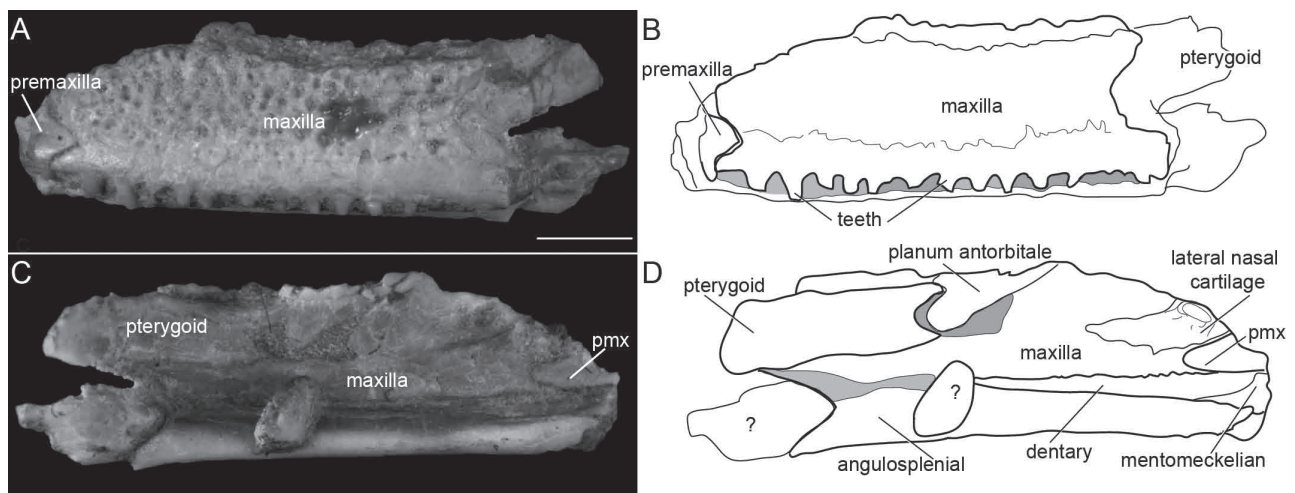 A
premaxilla
maxilla
B
premaxilla
maxilla
pterygoid
teeth
C
pterygoid
maxilla
pmx
D
planum antorbitale
lateral nasal
cartilage
pterygoid
pmx
maxilla
?
?
angulosplenial
dentary
mentomeckelian